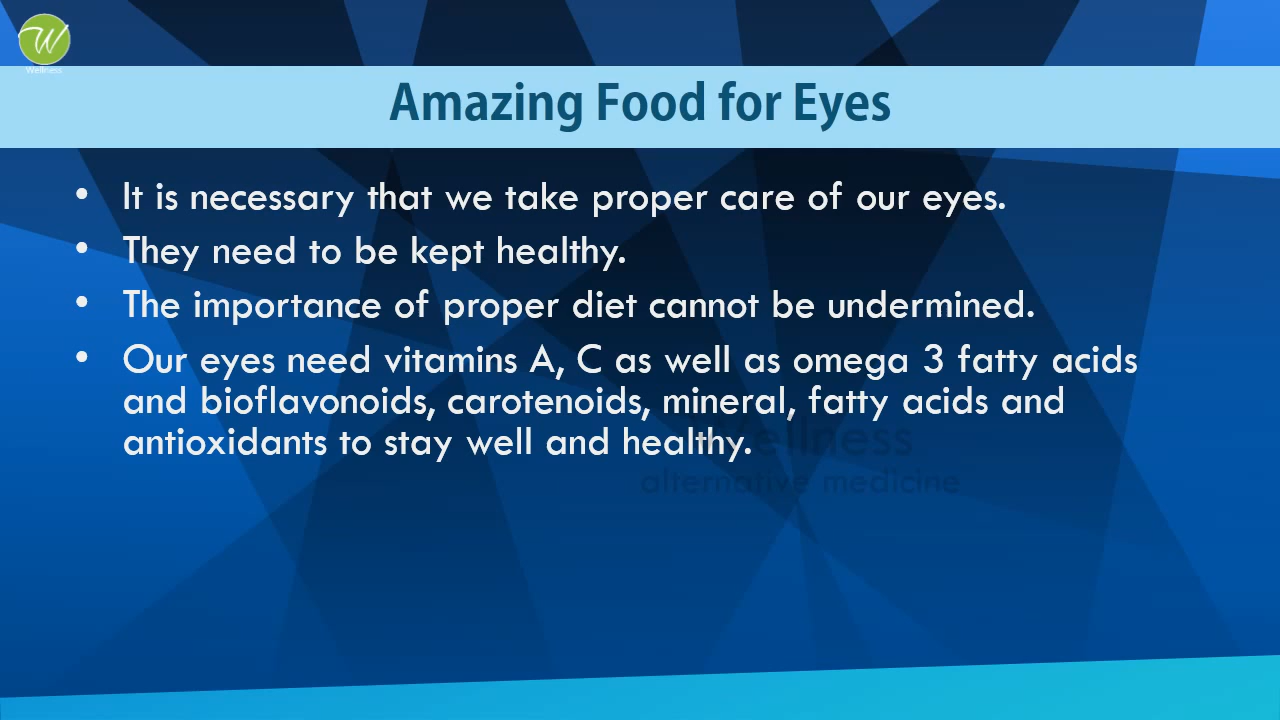 W
Wellness
Amazing Food for Eyes
• It is necessary that we take proper care of our eyes.
• They need to be kept healthy.
• The importance of proper diet cannot be undermined.
• Our eyes need vitamins A, C as well as omega 3 fatty acids
and bioflavonoids, carotenoids, mineral, fatty acids and
antioxidants to stay well and healthy.
Wellness
alternative medicine